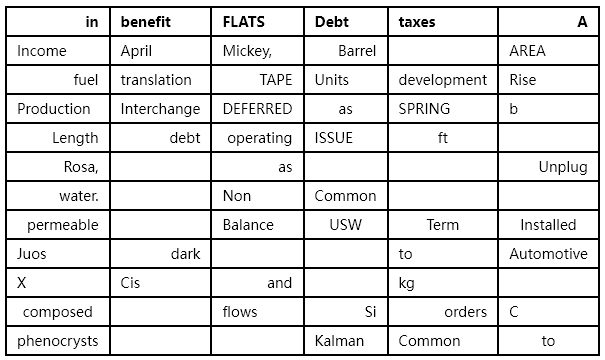 in benefit FLATS Debt taxes A
Income April Mickey, Barrel AREA
fuel translation TAPE Units development Rise
Production Interchange DEFERRED as SPRING b
Length debt operating ISSUE ft
Rosa, as Unplug
water. Non Common
permeable Balance USW Term Installed
Juos dark to Automotive
X Cis and kg
composed flows Si orders C
phenocrysts Kalman Common to